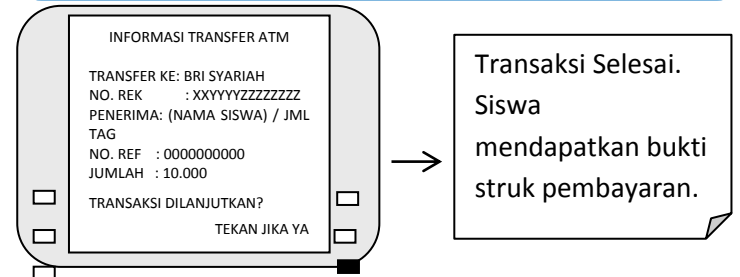 INFORMASI TRANSFER ATM
TRANSFER KE: BRI SYARIAH
NO. REK : XXYYYYZZZZZZZZ
PENERIMA: (NAMA SISWA) / JML
TAG
NO. REF : 0000000000
JUMLAH : 10.000
TRANSAKSI DILANJUTKAN?
TEKAN JIKA YA
Transaksi Selesai.
Siswa
mendapatkan bukti
struk pembayaran.